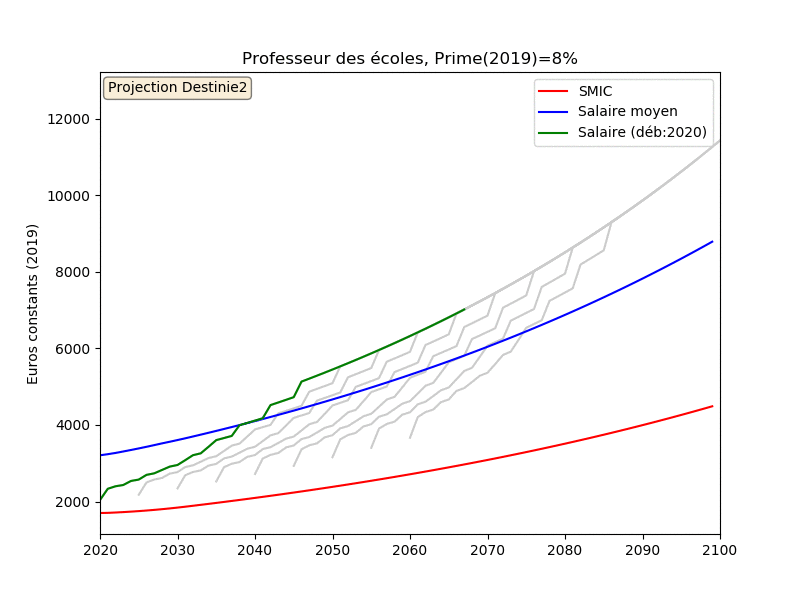 Professeur des écoles, Prime(2019)=8%
Projection Destinie2
SMIC
Salaire moyen
Salaire (déb:2020)
Euros constants (2019)
12000
10000
8000
6000
4000
2000
2020 2030 2040 2050 2060 2070 2080 2090 2100